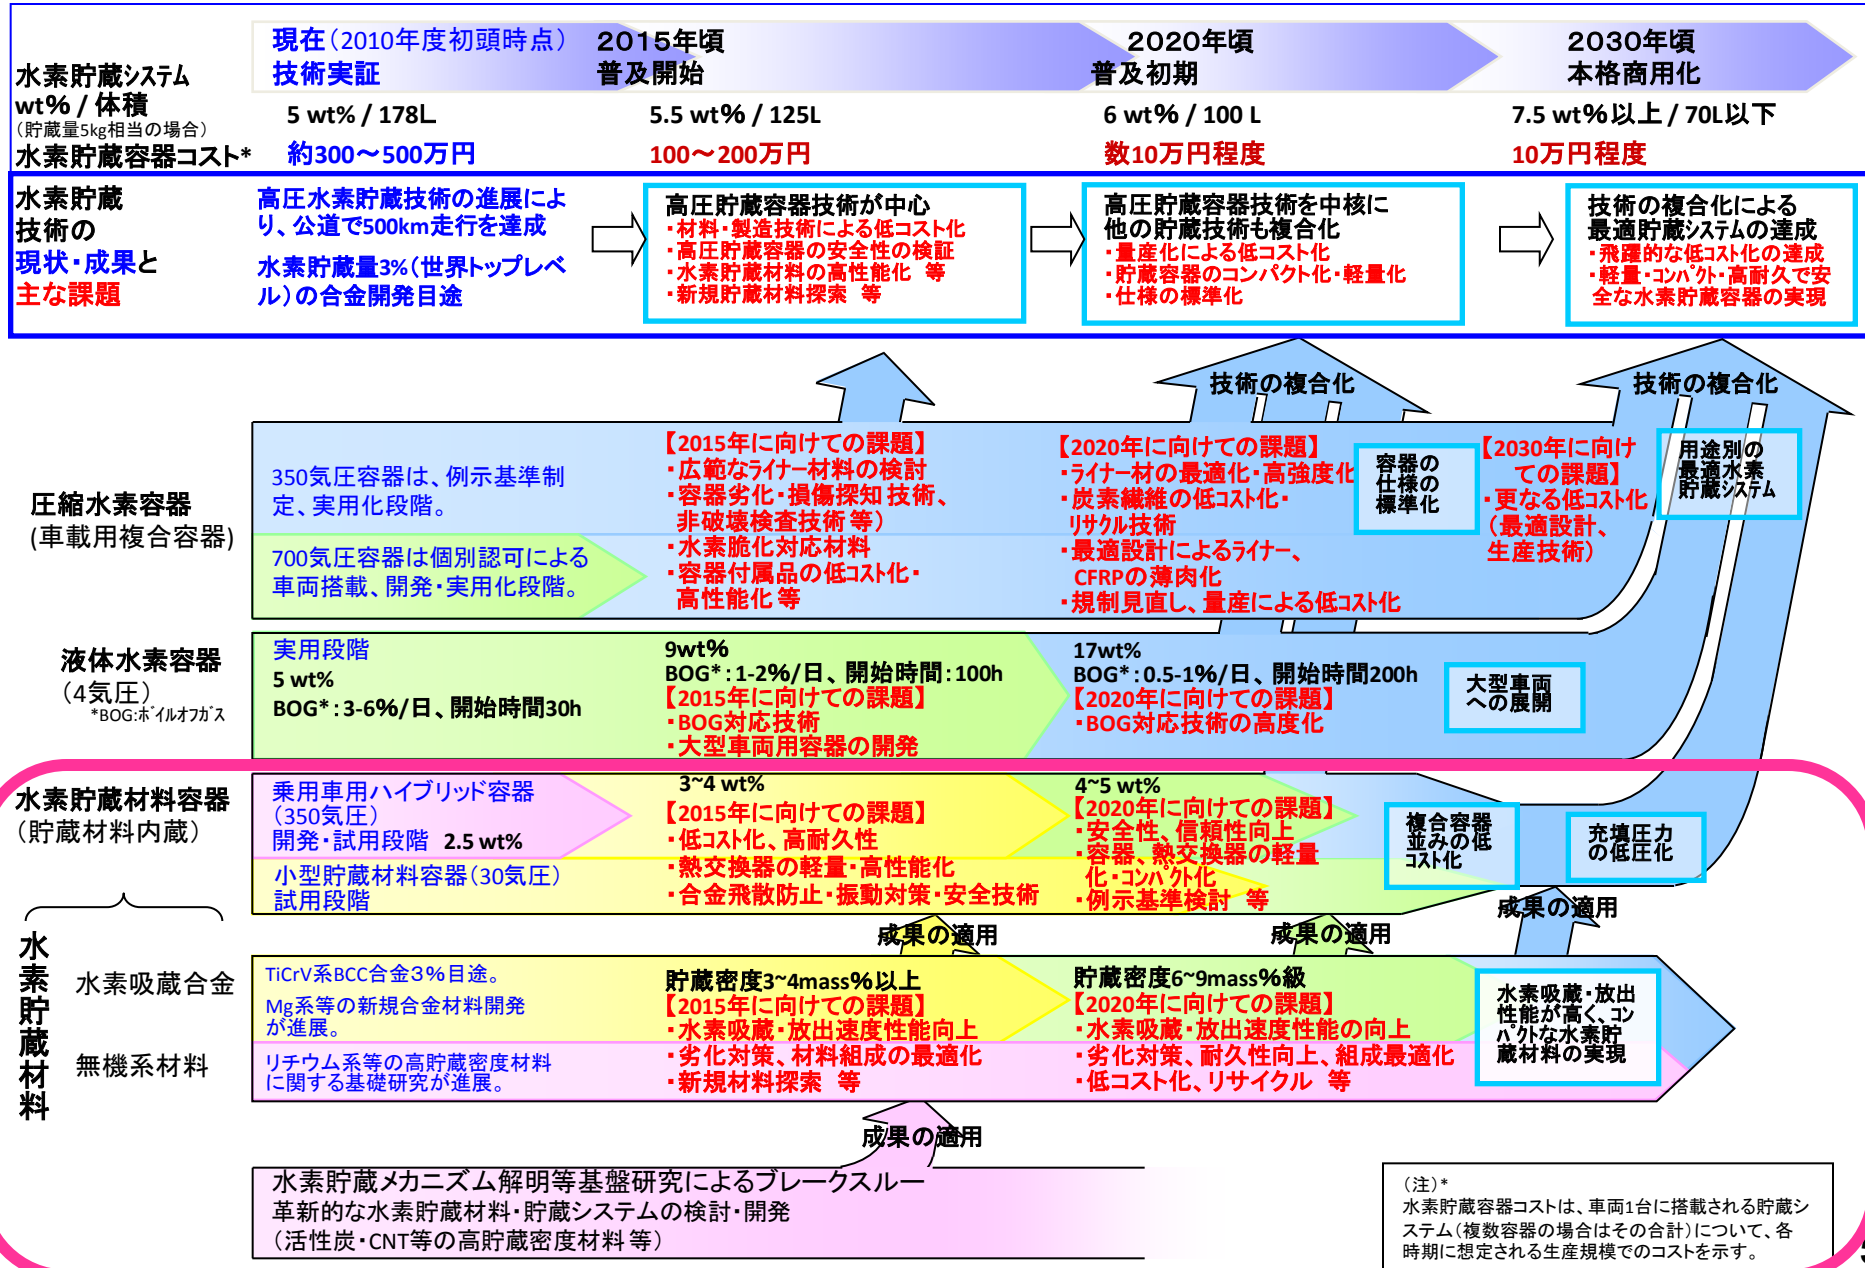 現在(2010年度初頭時点)
技術実証
2015年頃
普及開始
2020年頃
普及初期
2030年頃
本格商用化
水素貯蔵システム
wt% / 体積
(貯蔵量5kg相当の場合)
5 wt% / 178L
5.5 wt% / 125L
6 wt% / 100 L
7.5 wt%以上 / 70L以下
水素貯蔵容器コスト*
約300～500万円
100～200万円
数10万円程度
10万円程度
水素貯蔵
技術の
現状・成果と
主な課題
高圧水素貯蔵技術の進展によ
り、公道で500km走行を達成
水素貯蔵量3%(世界トップレベ
ル)の合金開発目途
高圧貯蔵容器技術が中心
・材料・製造技術による低コスト化
・高圧貯蔵容器の安全性の検証
・水素貯蔵材料の高性能化 等
・新規貯蔵材料探索 等
高圧貯蔵容器技術を中核に
他の貯蔵技術も複合化
・量産化による低コスト化
・貯蔵容器のコンパクト化・軽量化
・仕様の標準化
技術の複合化による
最適貯蔵システムの達成
・飛躍的な低コスト化の達成
・軽量・コンパクト・高耐久で安
全な水素貯蔵容器の実現
技術の複合化
技術の複合化
圧縮水素容器
(車載用複合容器)
350気圧容器は、例示基準制
定、実用化段階。
700気圧容器は個別認可による
車両搭載、開発・実用化段階。
【2015年に向けての課題】
・広範なライナー材料の検討
・容器劣化・損傷探知 技術、
非破壊検査技術 等)
・水素脆化対応材料
・容器付属品の低コスト化・
高性能化 等
【2020年に向けての課題】
・ライナー材の最適化・高強度化
・炭素繊維の低コスト化・
リサクル技術
・最適設計によるライナー、
CFRPの薄肉化
・規制見直し、量産による低コスト化
容器の
仕様の
標準化
【2030年に向け
ての課題】
・更なる低コスト化
(最適設計、
生産技術)
用途別の
最適水素
貯蔵システム
液体水素容器
(4気圧)
*BOG:ボイルオフガス
実用段階
5 wt%
BOG*:3-6%/日、開始時間30h
9wt%
BOG*:1-2%/日、開始時間:100h
【2015年に向けての課題】
・BOG対応技術
・大型車両用容器の開発
17wt%
BOG*:0.5-1%/日、開始時間200h
【2020年に向けての課題】
・BOG対応技術の高度化
大型車両
への展開
水素貯蔵材料容器
(貯蔵材料内蔵)
乗用車用ハイブリッド容器
(350気圧)
開発・試用段階 2.5 wt%
小型貯蔵材料容器(30気圧)
試用段階
3~4 wt%
【2015年に向けての課題】
・低コスト化、高耐久性
・熱交換器の軽量・高性能化
・合金飛散防止・振動対策・安全技術
4~5 wt%
【2020年に向けての課題】
・安全性、信頼性向上
・容器、熱交換器の軽量
化・コンパクト化
・例示基準検討 等
複合容器
並みの低
コスト化
充填圧力
の低圧化
成果の適用
成果の適用
成果の適用
水素貯蔵材料
水素吸蔵合金
無機系材料
TiCrV系BCC合金3%目途。
Mg系等の新規合金材料開発
が進展。
リチウム系等の高貯蔵密度材料
に関する基礎研究が進展。
貯蔵密度3~4mass%以上
【2015年に向けての課題】
・水素吸蔵・放出速度性能向上
・劣化対策、材料組成の最適化
・新規材料探索 等
貯蔵密度6~9mass%級
【2020年に向けての課題】
・水素吸蔵・放出速度性能の向上
・劣化対策、耐久性向上、組成最適化
・低コスト化、リサイクル 等
水素吸蔵・放出
性能が高く、コン
パクトな水素貯
蔵材料の実現
成果の適用
水素貯蔵メカニズム解明等基盤研究によるブレークスルー
革新的な水素貯蔵材料・貯蔵システムの検討・開発
(活性炭・CNT等の高貯蔵密度材料 等)
(注)*
水素貯蔵容器コストは、車両1台に搭載される貯蔵シ
ステム(複数容器の場合はその合計)について、各
時期に想定される生産規模でのコストを示す。